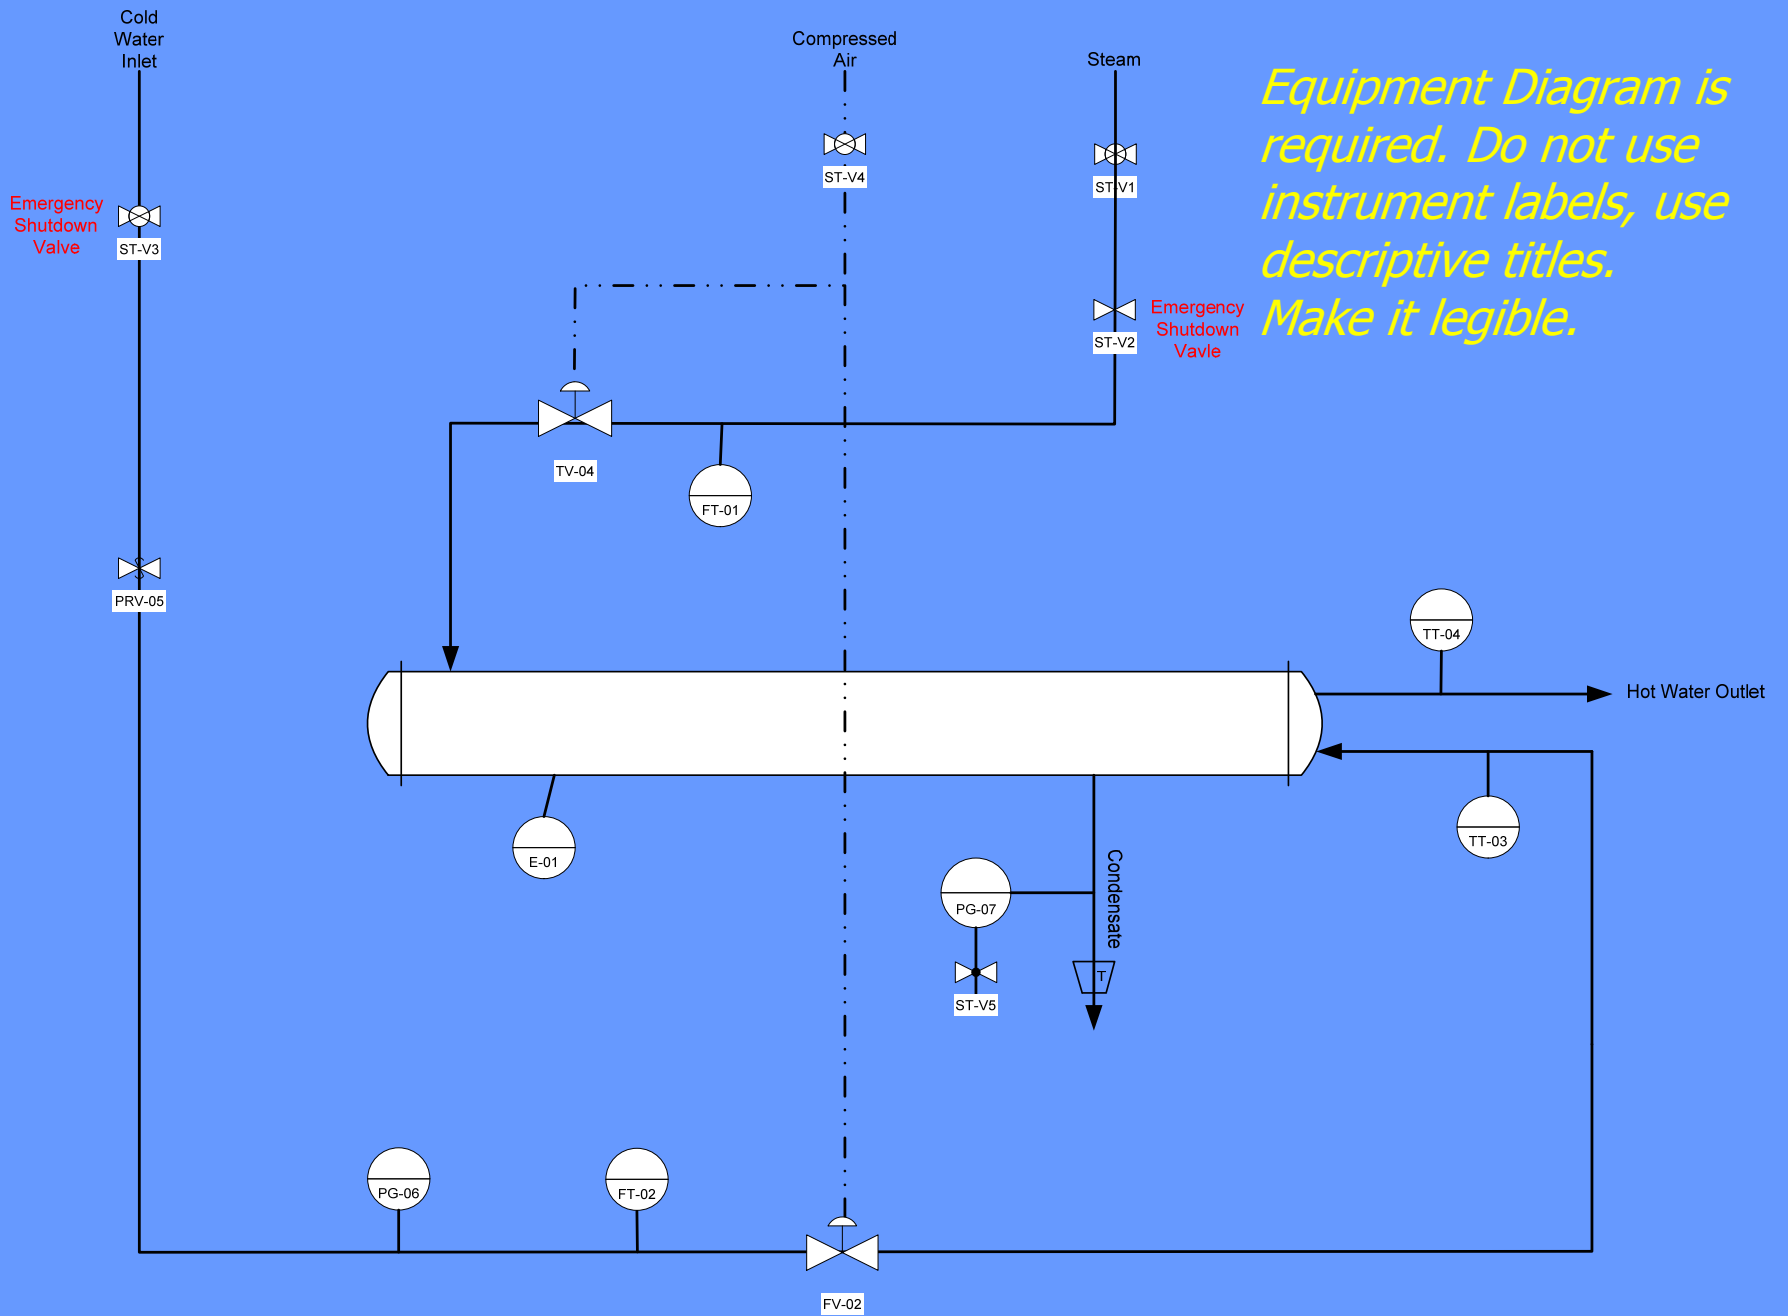 Cold
Water
Inlet
Compressed
Air
Steam
Equipment Diagram is
required. Do not use
instrument labels, use
descriptive titles.
Make it legible.
ST-V4
ST-V1
Emergency
Shutdown
Valve
ST-V3
Emergency
Shutdown
Vavle
ST-V2
TV-04
FT-01
PRV-05
TT-04
Hot Water Outlet
TT-03
E-01
PG-07
Condensate
T
ST-V5
PG-06
FT-02
FV-02